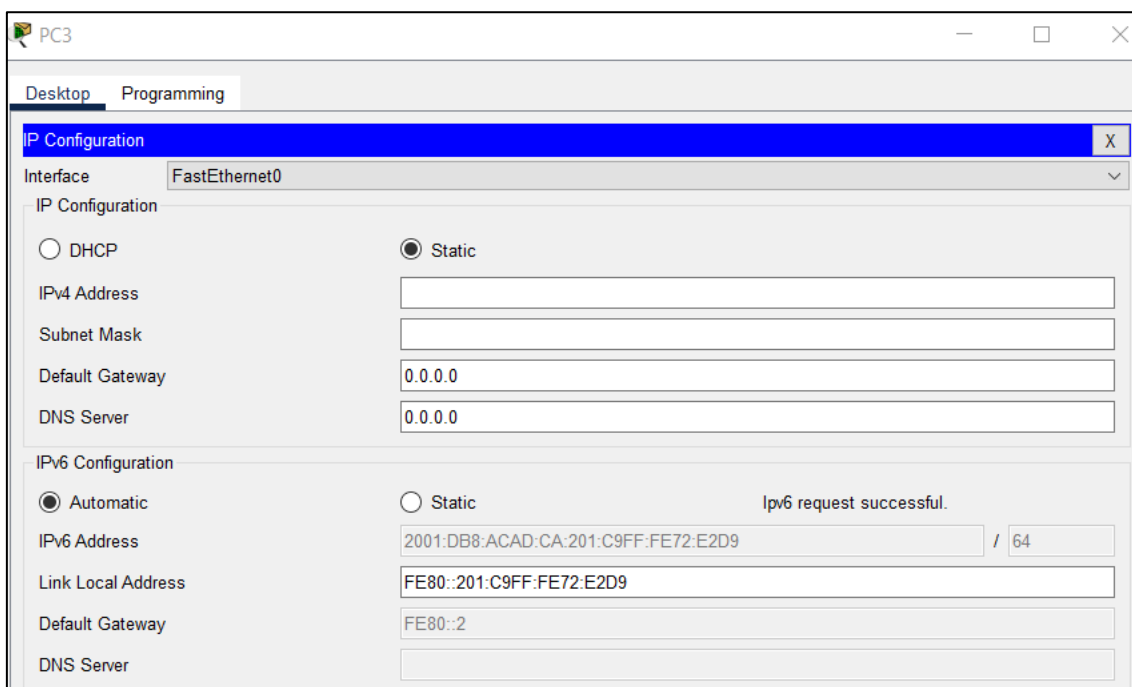 PC3
Desktop Programming
IP Configuration X
Interface FastEthernet0
IP Configuration
DHCP Static
IPv4 Address
Subnet Mask
Default Gateway 0.0.0.0
DNS Server 0.0.0.0
IPv6 Configuration
Automatic Static Ipv6 request successful.
IPv6 Address 2001:DB8:ACAD:CA:201:C9FF:FE72:E2D9 / 64
Link Local Address FE80::201:C9FF:FE72:E2D9
Default Gateway FE80::2
DNS Server